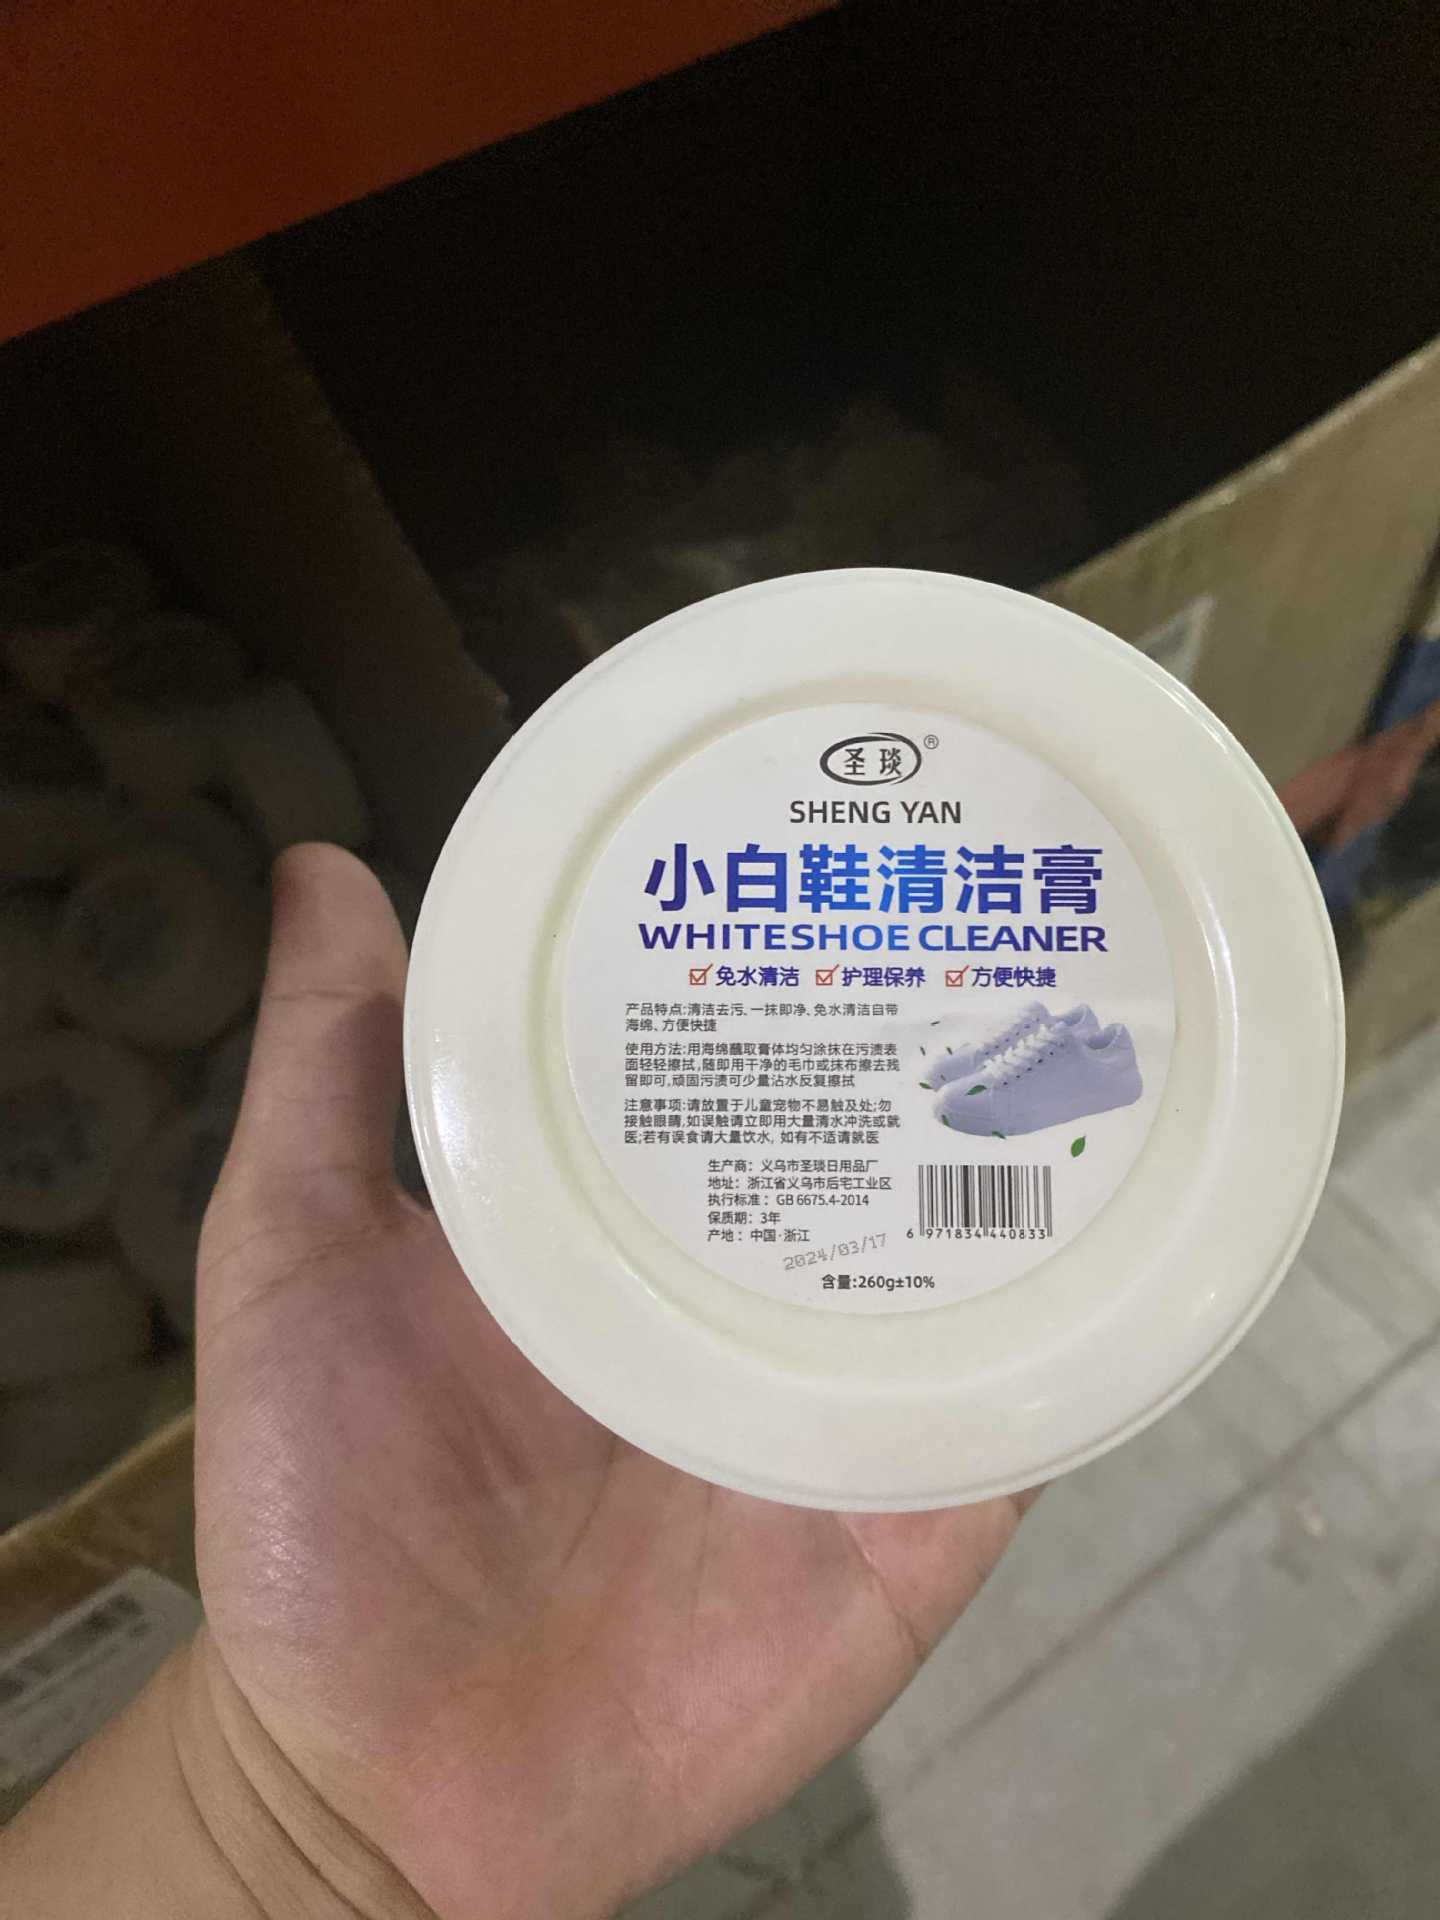 圣琰®
SHENG YAN
小白鞋清洁膏
WHITESHOE CLEANER
免水清洁 护理保养 方便快捷
产品特点:清洁去污、一抹即净、免水清洁自带
海绵、方便快捷
使用方法:用海绵蘸取膏体均匀涂抹在污渍表
面轻轻擦拭,随即用干净的毛巾或抹布擦去残
留即可,顽固污渍可少量沾水反复擦拭
注意事项:请放置于儿童宠物不易触及处;勿
接触眼睛,如误触请立即用大量清水冲洗或就
医;若有误食请大量饮水, 如有不适请就医
生产商：义乌市圣琰日用品厂
地址：浙江省义乌市后宅工业区
执行标准：GB 6675.4-2014
保质期：3年
产地：中国·浙江
2024/03/17
6 971834 440833
含量:260g±10%